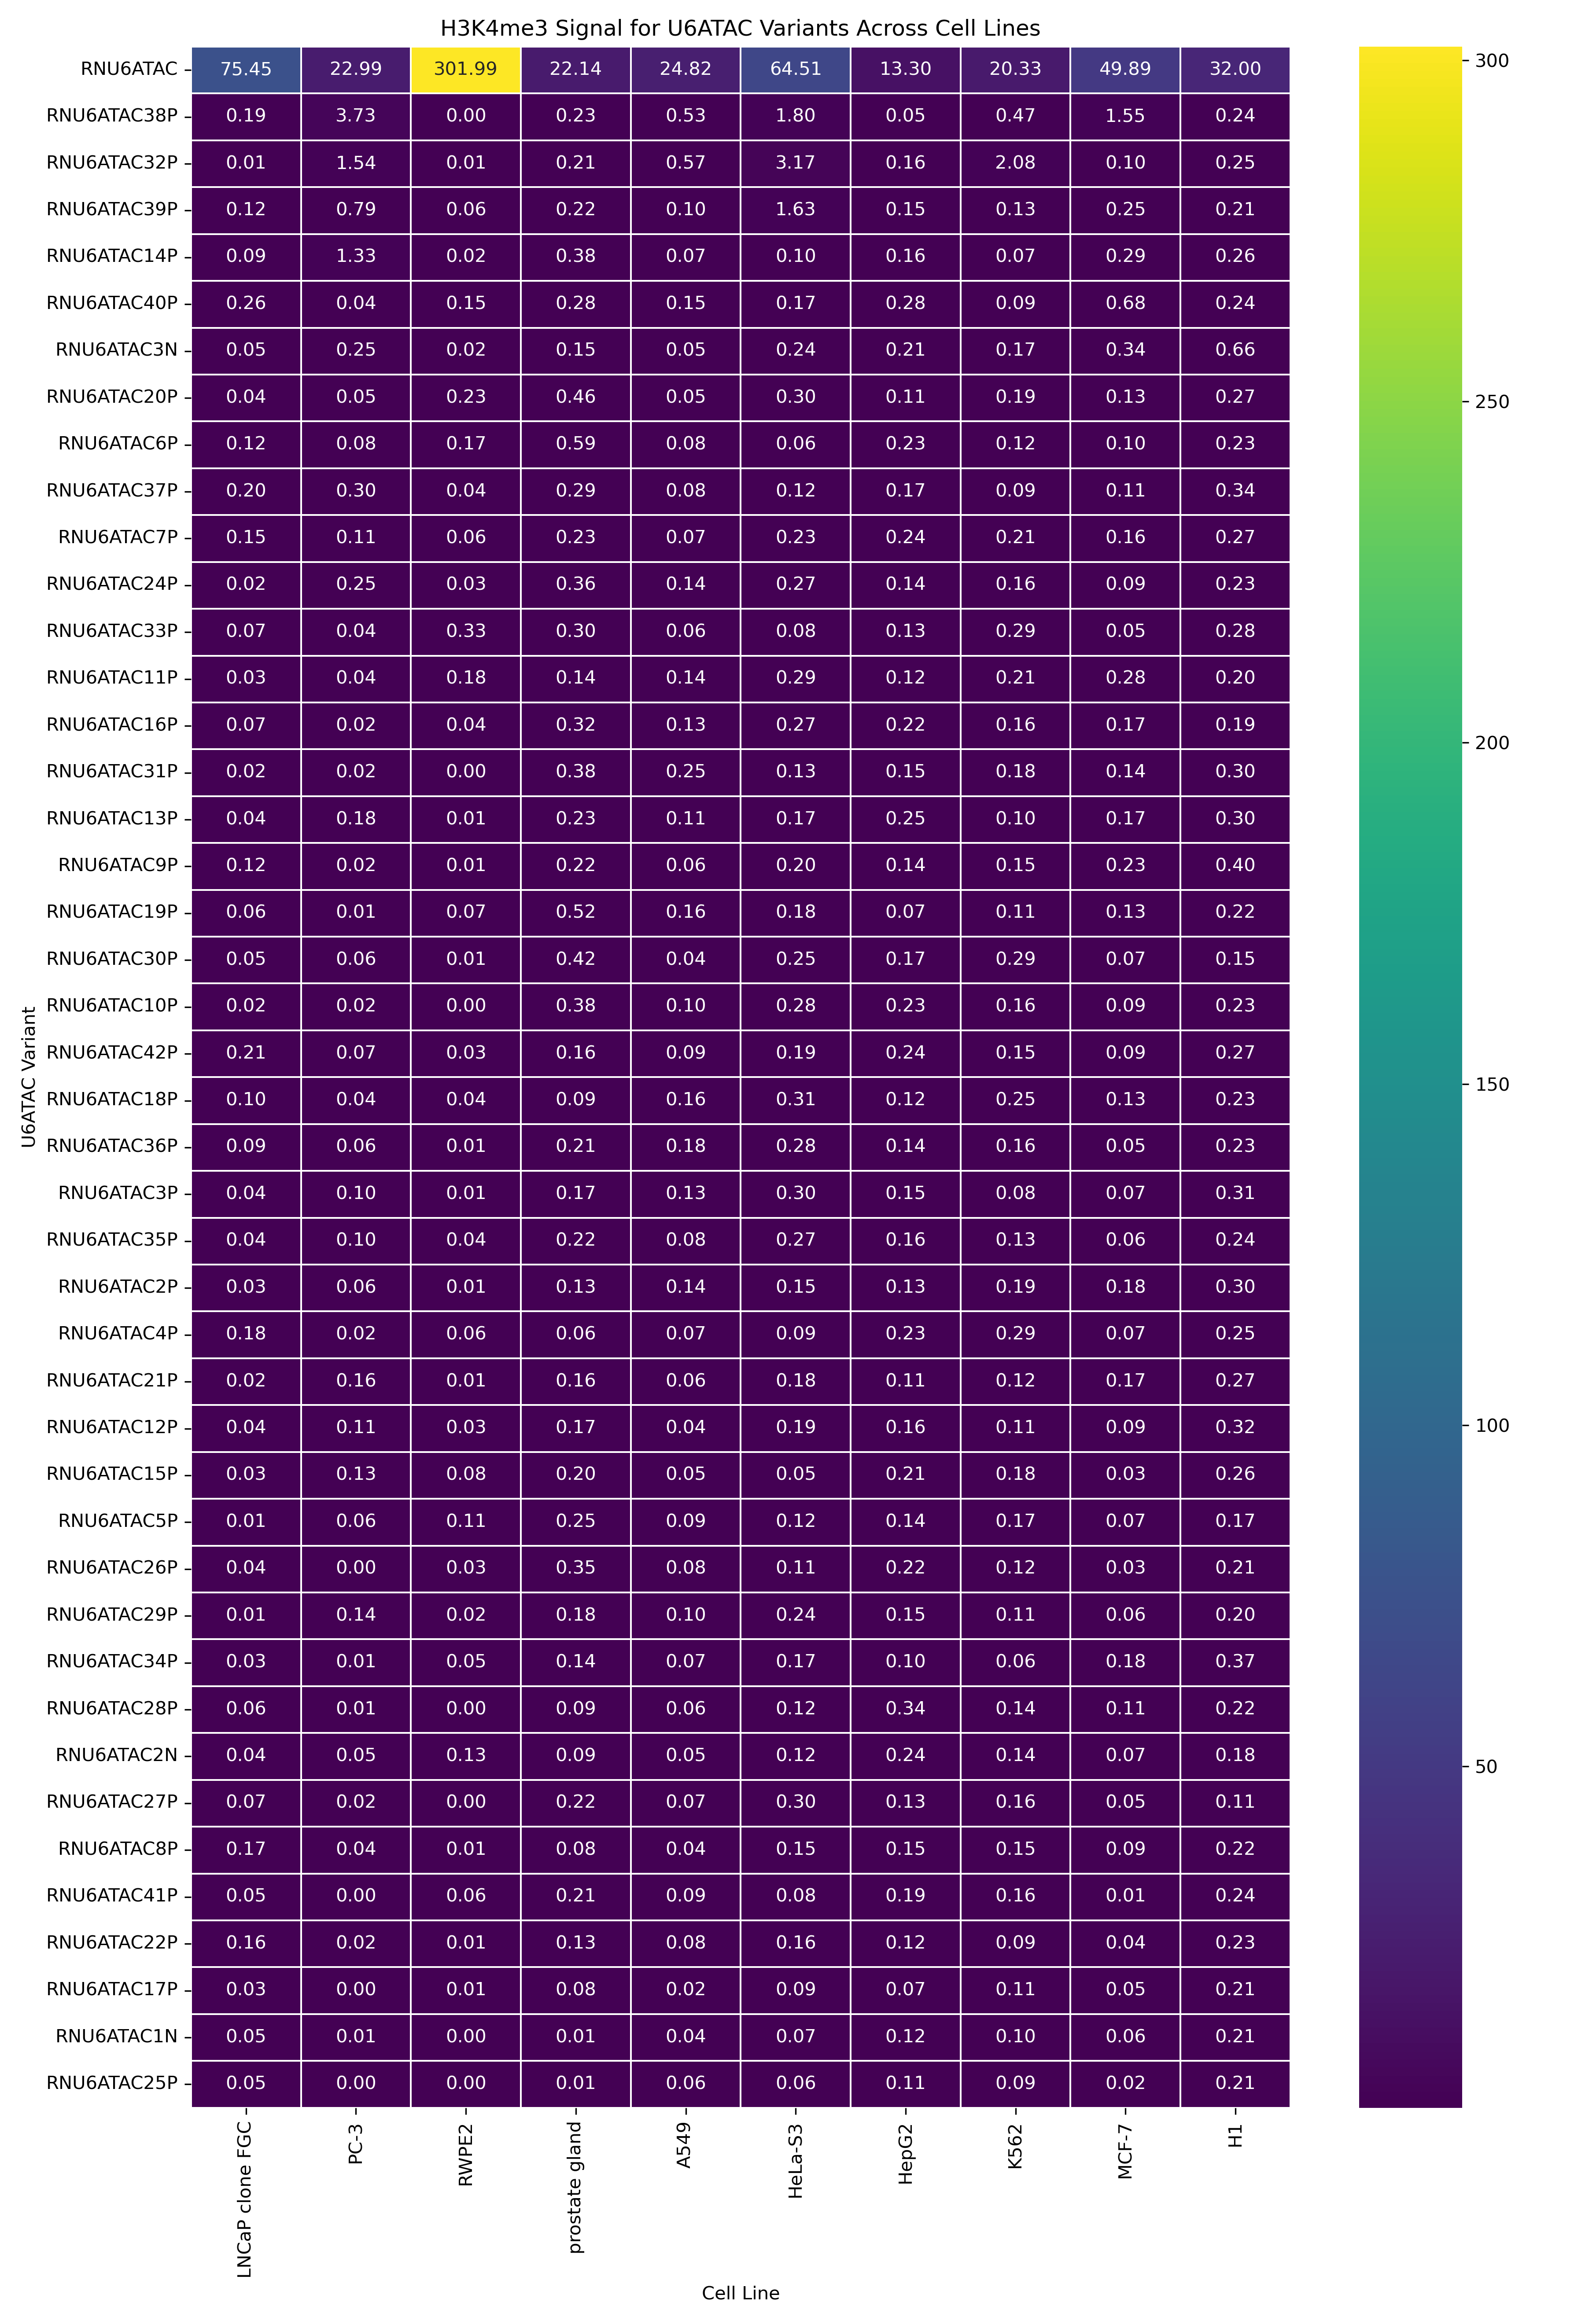 H3K4me3 Signal for U6ATAC Variants Across Cell Lines
RNU6ATAC 75.45 22.99 301.99 22.14 24.82 64.51 13.30 20.33 49.89 32.00
RNU6ATAC38P 0.19 3.73 0.00 0.23 0.53 1.80 0.05 0.47 1.55 0.24
RNU6ATAC32P 0.01 1.54 0.01 0.21 0.57 3.17 0.16 2.08 0.10 0.25
RNU6ATAC39P 0.12 0.79 0.06 0.22 0.10 1.63 0.15 0.13 0.25 0.21
RNU6ATAC14P 0.09 1.33 0.02 0.38 0.07 0.10 0.16 0.07 0.29 0.26
RNU6ATAC40P 0.26 0.04 0.15 0.28 0.15 0.17 0.28 0.09 0.68 0.24
RNU6ATAC3N 0.05 0.25 0.02 0.15 0.05 0.24 0.21 0.17 0.34 0.66
RNU6ATAC20P 0.04 0.05 0.23 0.46 0.05 0.30 0.11 0.19 0.13 0.27
RNU6ATAC6P 0.12 0.08 0.17 0.59 0.08 0.06 0.23 0.12 0.10 0.23
RNU6ATAC37P 0.20 0.30 0.04 0.29 0.08 0.12 0.17 0.09 0.11 0.34
RNU6ATAC7P 0.15 0.11 0.06 0.23 0.07 0.23 0.24 0.21 0.16 0.27
RNU6ATAC24P 0.02 0.25 0.03 0.36 0.14 0.27 0.14 0.16 0.09 0.23
RNU6ATAC33P 0.07 0.04 0.33 0.30 0.06 0.08 0.13 0.29 0.05 0.28
RNU6ATAC11P 0.03 0.04 0.18 0.14 0.14 0.29 0.12 0.21 0.28 0.20
RNU6ATAC16P 0.07 0.02 0.04 0.32 0.13 0.27 0.22 0.16 0.17 0.19
RNU6ATAC31P 0.02 0.02 0.00 0.38 0.25 0.13 0.15 0.18 0.14 0.30
RNU6ATAC13P 0.04 0.18 0.01 0.23 0.11 0.17 0.25 0.10 0.17 0.30
RNU6ATAC9P 0.12 0.02 0.01 0.22 0.06 0.20 0.14 0.15 0.23 0.40
RNU6ATAC19P 0.06 0.01 0.07 0.52 0.16 0.18 0.07 0.11 0.13 0.22
RNU6ATAC30P 0.05 0.06 0.01 0.42 0.04 0.25 0.17 0.29 0.07 0.15
RNU6ATAC10P 0.02 0.02 0.00 0.38 0.10 0.28 0.23 0.16 0.09 0.23
RNU6ATAC42P 0.21 0.07 0.03 0.16 0.09 0.19 0.24 0.15 0.09 0.27
RNU6ATAC18P 0.10 0.04 0.04 0.09 0.16 0.31 0.12 0.25 0.13 0.23
RNU6ATAC36P 0.09 0.06 0.01 0.21 0.18 0.28 0.14 0.16 0.05 0.23
RNU6ATAC3P 0.04 0.10 0.01 0.17 0.13 0.30 0.15 0.08 0.07 0.31
RNU6ATAC35P 0.04 0.10 0.04 0.22 0.08 0.27 0.16 0.13 0.06 0.24
RNU6ATAC2P 0.03 0.06 0.01 0.13 0.14 0.15 0.13 0.19 0.18 0.30
RNU6ATAC4P 0.18 0.02 0.06 0.06 0.07 0.09 0.23 0.29 0.07 0.25
RNU6ATAC21P 0.02 0.16 0.01 0.16 0.06 0.18 0.11 0.12 0.17 0.27
RNU6ATAC12P 0.04 0.11 0.03 0.17 0.04 0.19 0.16 0.11 0.09 0.32
RNU6ATAC15P 0.03 0.13 0.08 0.20 0.05 0.05 0.21 0.18 0.03 0.26
RNU6ATAC5P 0.01 0.06 0.11 0.25 0.09 0.12 0.14 0.17 0.07 0.17
RNU6ATAC26P 0.04 0.00 0.03 0.35 0.08 0.11 0.22 0.12 0.03 0.21
RNU6ATAC29P 0.01 0.14 0.02 0.18 0.10 0.24 0.15 0.11 0.06 0.20
RNU6ATAC34P 0.03 0.01 0.05 0.14 0.07 0.17 0.10 0.06 0.18 0.37
RNU6ATAC28P 0.06 0.01 0.00 0.09 0.06 0.12 0.34 0.14 0.11 0.22
RNU6ATAC2N 0.04 0.05 0.13 0.09 0.05 0.12 0.24 0.14 0.07 0.18
RNU6ATAC27P 0.07 0.02 0.00 0.22 0.07 0.30 0.13 0.16 0.05 0.11
RNU6ATAC8P 0.17 0.04 0.01 0.08 0.04 0.15 0.15 0.15 0.09 0.22
RNU6ATAC41P 0.05 0.00 0.06 0.21 0.09 0.08 0.19 0.16 0.01 0.24
RNU6ATAC22P 0.16 0.02 0.01 0.13 0.08 0.16 0.12 0.09 0.04 0.23
RNU6ATAC17P 0.03 0.00 0.01 0.08 0.02 0.09 0.07 0.11 0.05 0.21
RNU6ATAC1N 0.05 0.01 0.00 0.01 0.04 0.07 0.12 0.10 0.06 0.21
RNU6ATAC25P 0.05 0.00 0.00 0.01 0.06 0.06 0.11 0.09 0.02 0.21
U6ATAC Variant
LNCaP clone FGC
PC-3
RWPE2
prostate gland
A549
HeLa-S3
HepG2
K562
MCF-7
H1
Cell Line
300
250
200
150
100
50